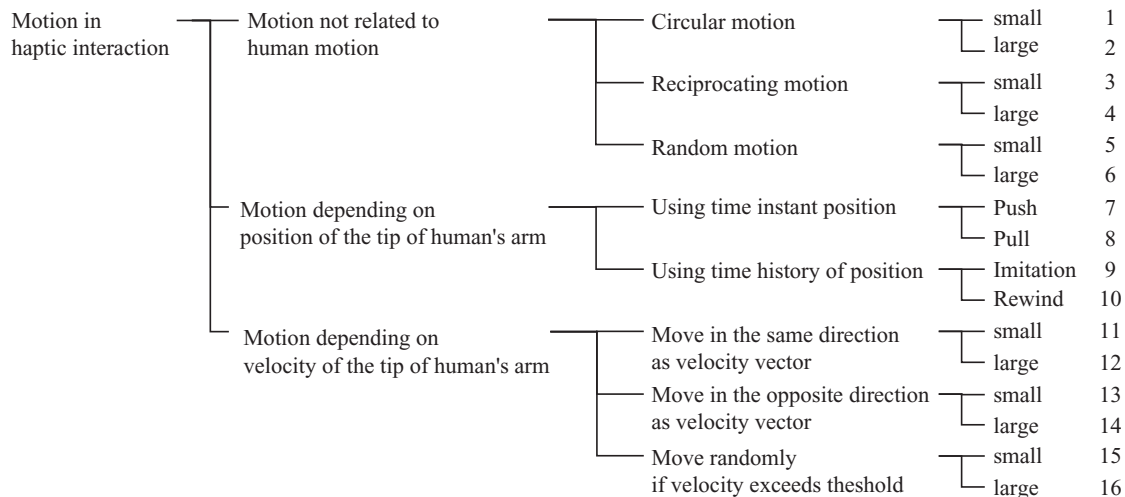 Motion in
haptic interaction
Motion not related to
human motion
Circular motion
small 1
large 2
Reciprocating motion
small 3
large 4
Random motion
small 5
large 6
Motion depending on
position of the tip of human's arm
Using time instant position
Push 7
Pull 8
Using time history of position
Imitation 9
Rewind 10
Motion depending on
velocity of the tip of human's arm
Move in the same direction
as velocity vector
small 11
large 12
Move in the opposite direction
as velocity vector
small 13
large 14
Move randomly
if velocity exceeds theshold
small 15
large 16